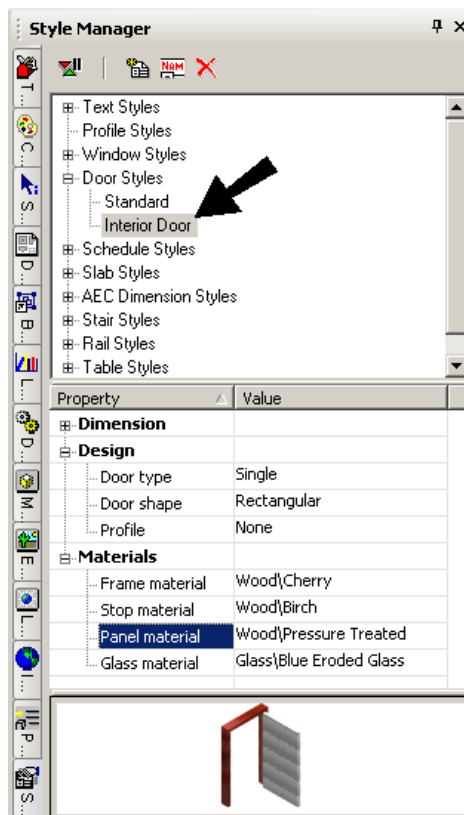 Style Manager
NAM
Text Styles
Profile Styles
Window Styles
Door Styles
Standard
Interior Door
Schedule Styles
Slab Styles
AEC Dimension Styles
Stair Styles
Rail Styles
Table Styles
Property Value
Dimension
Design
Door type Single
Door shape Rectangular
Profile None
Materials
Frame material Wood\Cherry
Stop material Wood\Birch
Panel material Wood\Pressure Treated
Glass material Glass\Blue Eroded Glass
T...
C...
S...
D...
B...
L...
D...
M...
E...
L...
I...
P...
S...